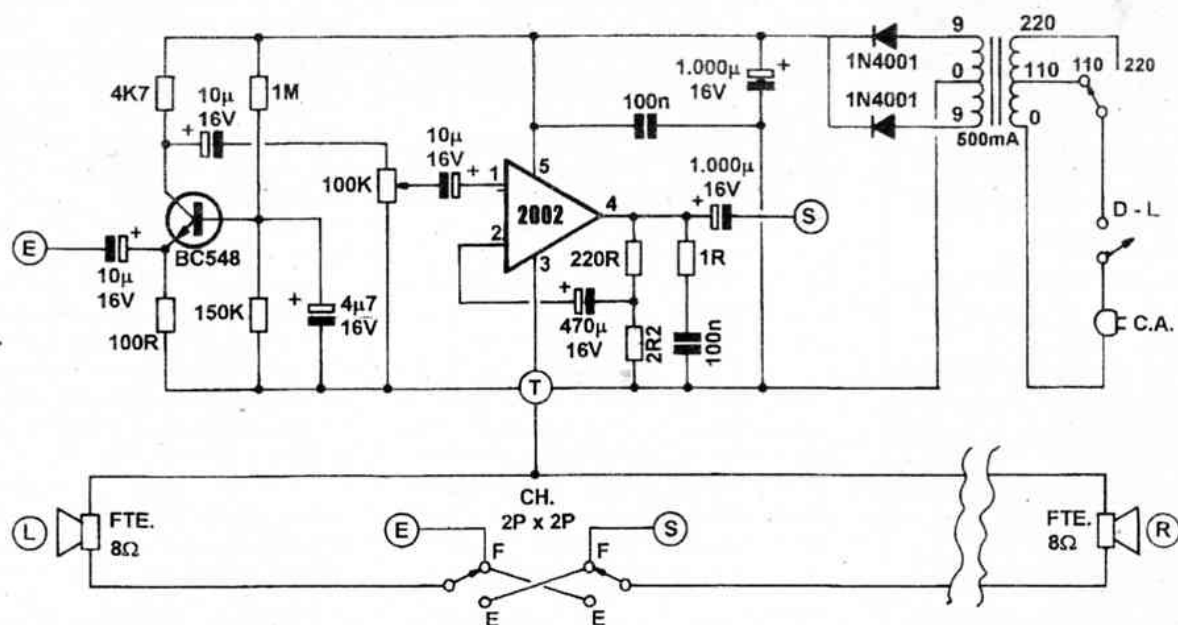 9
220
1N4001
110
220
0
110
1N4001
9
0
500mA
4K7
10µ
16V
1M
1.000µ
16V
100n
10µ
16V
100K
1
5
2002
4
2
3
1.000µ
16V
S
D - L
E
10µ
16V
BC548
100R
150K
4µ7
16V
220R
1R
470µ
16V
2R2
100n
C.A.
T
CH.
2P x 2P
L
FTE.
8Ω
E
S
F
F
E
E
FTE.
8Ω
R